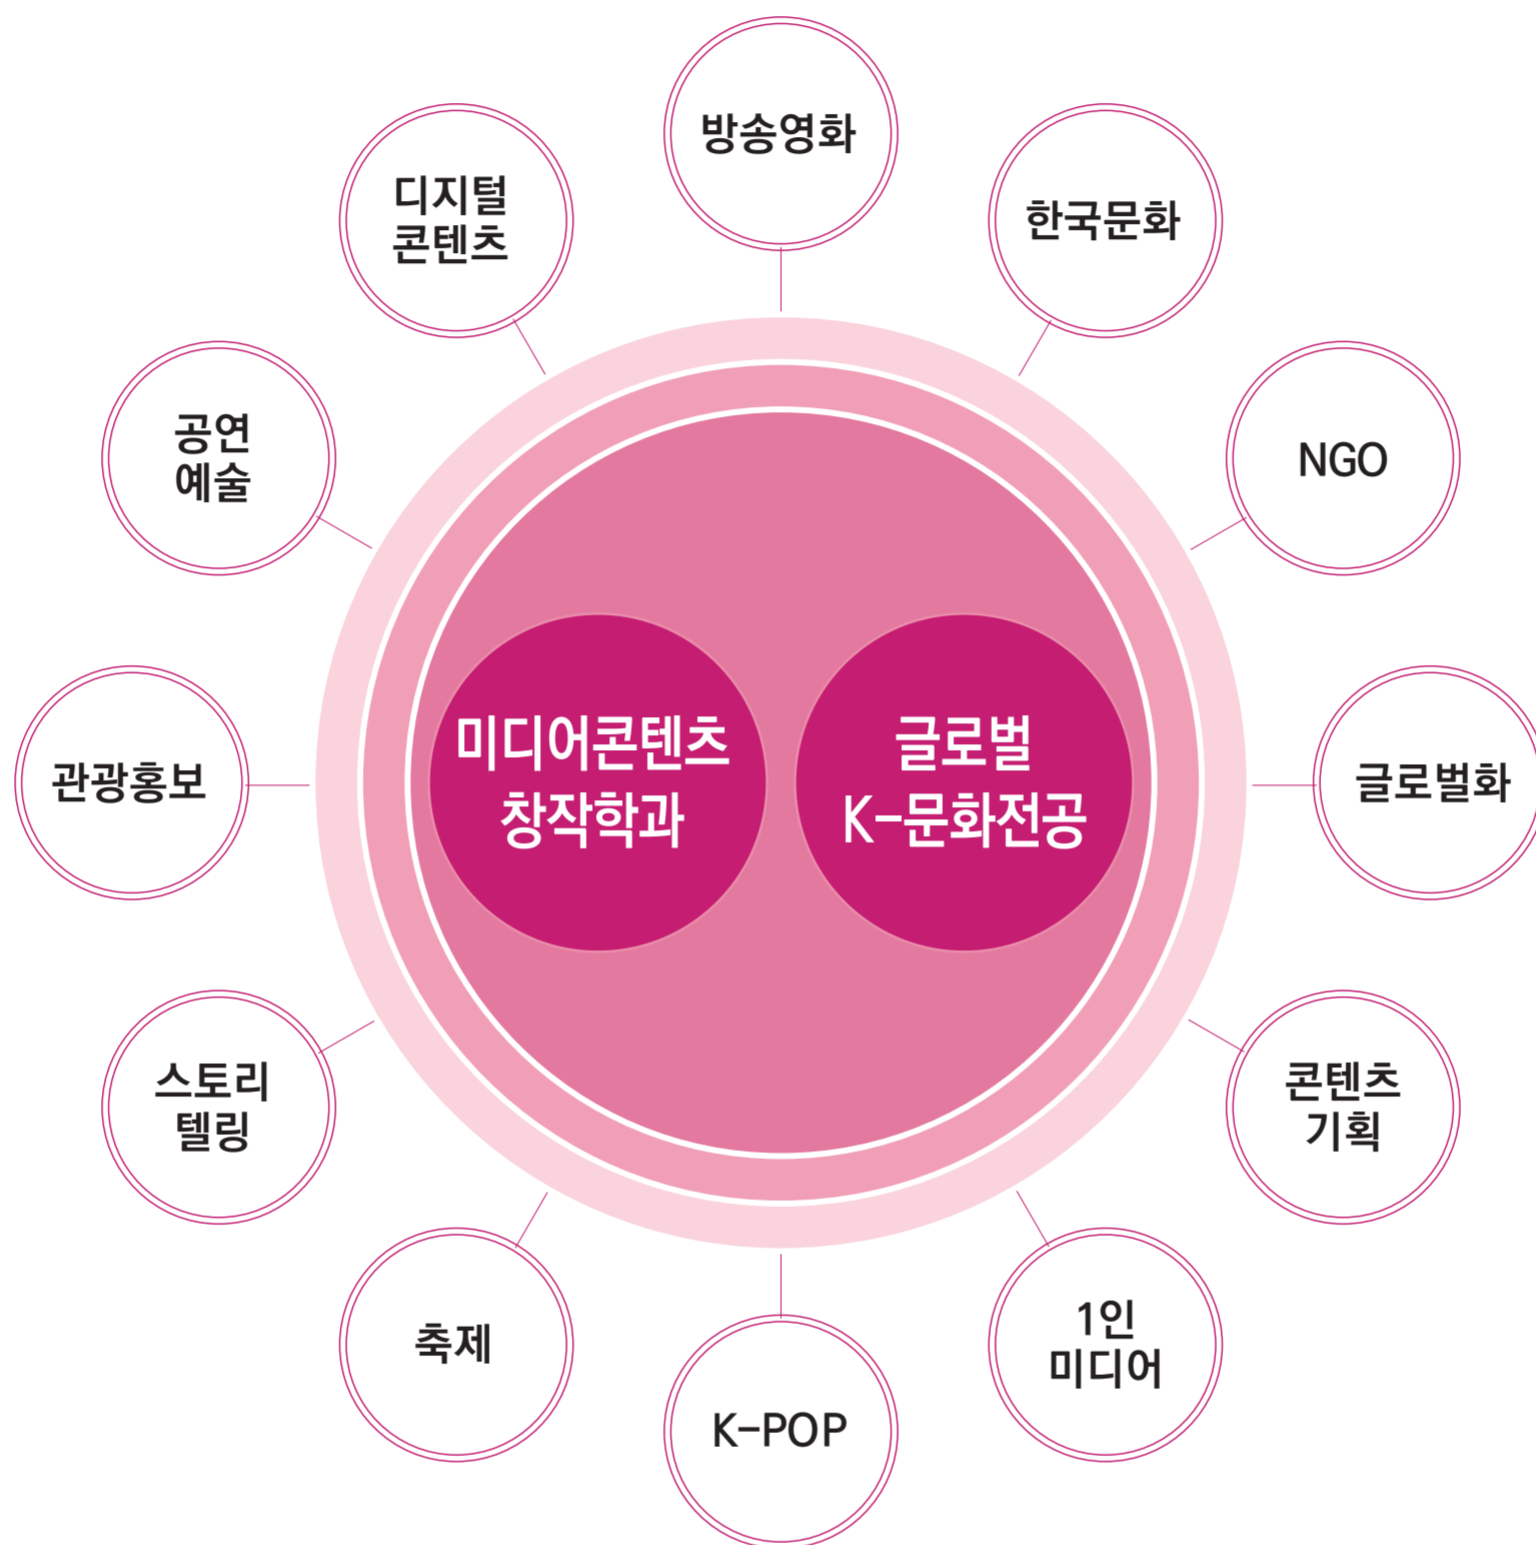 방송영화
한국문화
NGO
글로벌화
콘텐츠
기획
1인
미디어
K-POP
축제
스토리
텔링
관광홍보
공연
예술
디지털
콘텐츠
미디어콘텐츠
창작학과
글로벌
K-문화전공